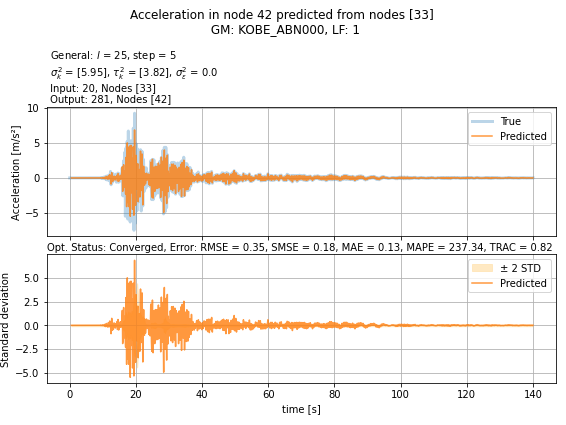 Acceleration in node 42 predicted from nodes [33]
GM: KOBE_ABN000, LF: 1
General: l = 25, step = 5
σ²ₖ = [5.95], τ²ₖ = [3.82], σ²ε = 0.0
Input: 20, Nodes [33]
Output: 281, Nodes [42]
Acceleration [m/s²]
10
5
0
−5
True
Predicted
Opt. Status: Converged, Error: RMSE = 0.35, SMSE = 0.18, MAE = 0.13, MAPE = 237.34, TRAC = 0.82
Standard deviation
5.0
2.5
0.0
−2.5
−5.0
± 2 STD
Predicted
0 20 40 60 80 100 120 140
time [s]